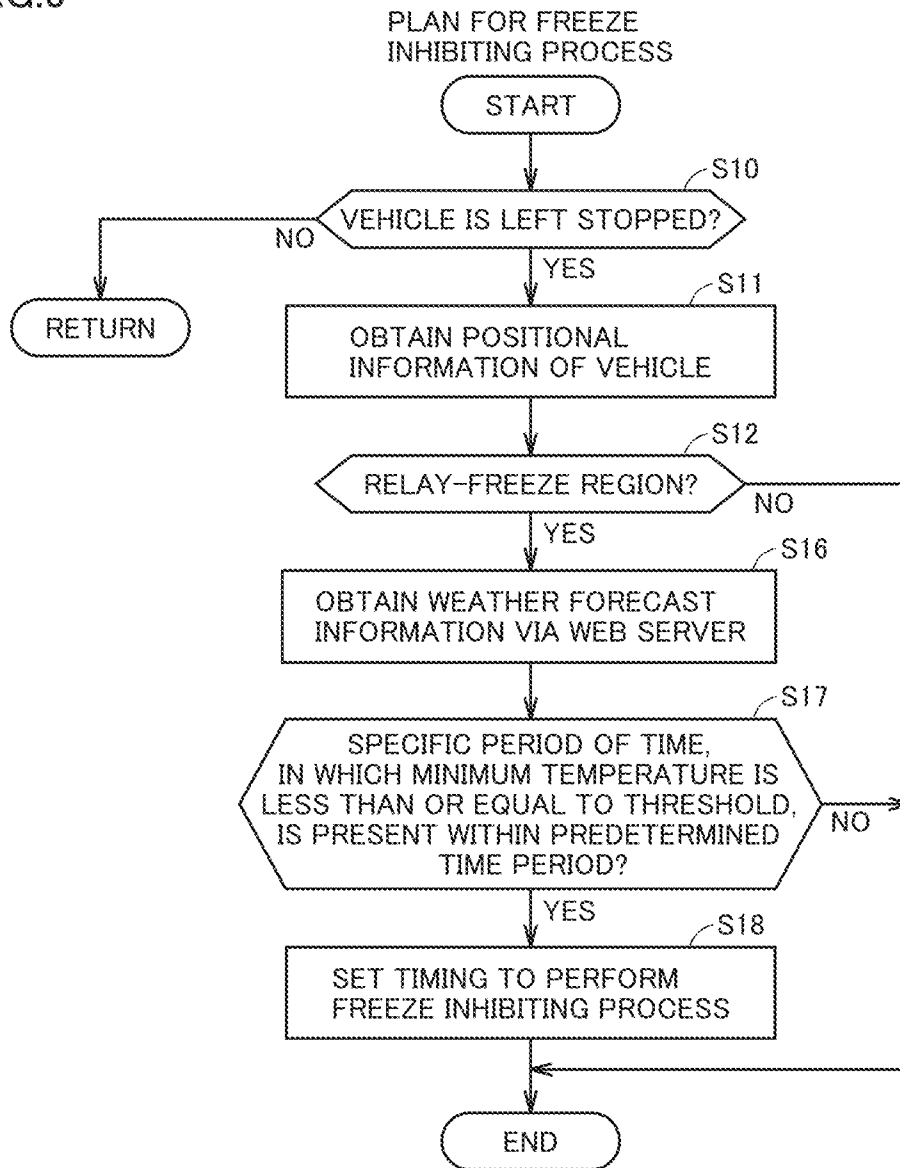 PLAN FOR FREEZE
INHIBITING PROCESS
START
S10
VEHICLE IS LEFT STOPPED?
NO
YES
RETURN
S11
OBTAIN POSITIONAL
INFORMATION OF VEHICLE
S12
RELAY-FREEZE REGION?
NO
YES
S16
OBTAIN WEATHER FORECAST
INFORMATION VIA WEB SERVER
S17
SPECIFIC PERIOD OF TIME,
IN WHICH MINIMUM TEMPERATURE IS
LESS THAN OR EQUAL TO THRESHOLD,
IS PRESENT WITHIN PREDETERMINED
TIME PERIOD?
NO
YES
S18
SET TIMING TO PERFORM
FREEZE INHIBITING PROCESS
END